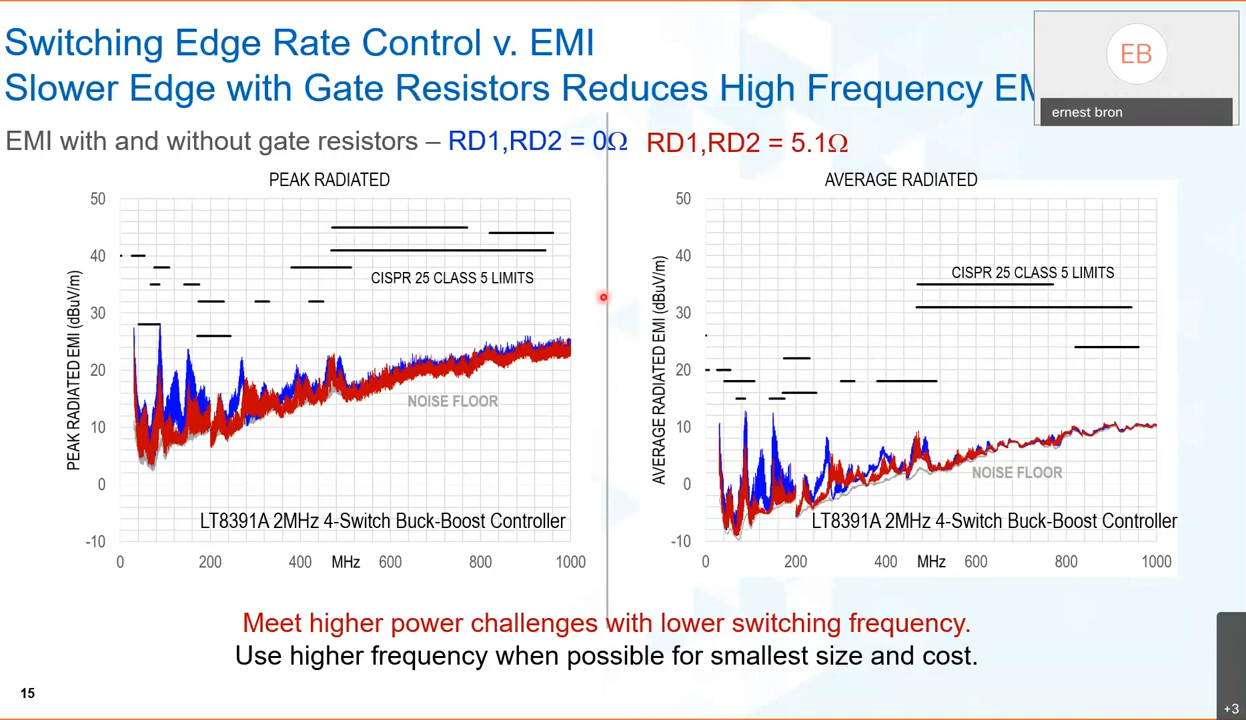 Switching Edge Rate Control v. EMI
Slower Edge with Gate Resistors Reduces High Frequency EM
EB
ernest bron
EMI with and without gate resistors – RD1,RD2 = 0Ω RD1,RD2 = 5.1Ω
PEAK RADIATED
50
40
30
20
10
0
-10
PEAK RADIATED EMI (dBuV/m)
CISPR 25 CLASS 5 LIMITS
NOISE FLOOR
LT8391A 2MHz 4-Switch Buck-Boost Controller
0 200 400 MHz 600 800 1000
AVERAGE RADIATED
50
40
30
20
10
0
-10
AVERAGE RADIATED EMI (dBuV/m)
CISPR 25 CLASS 5 LIMITS
NOISE FLOOR
LT8391A 2MHz 4-Switch Buck-Boost Controller
0 200 400 MHz 600 800 1000
Meet higher power challenges with lower switching frequency.
Use higher frequency when possible for smallest size and cost.
15
+3